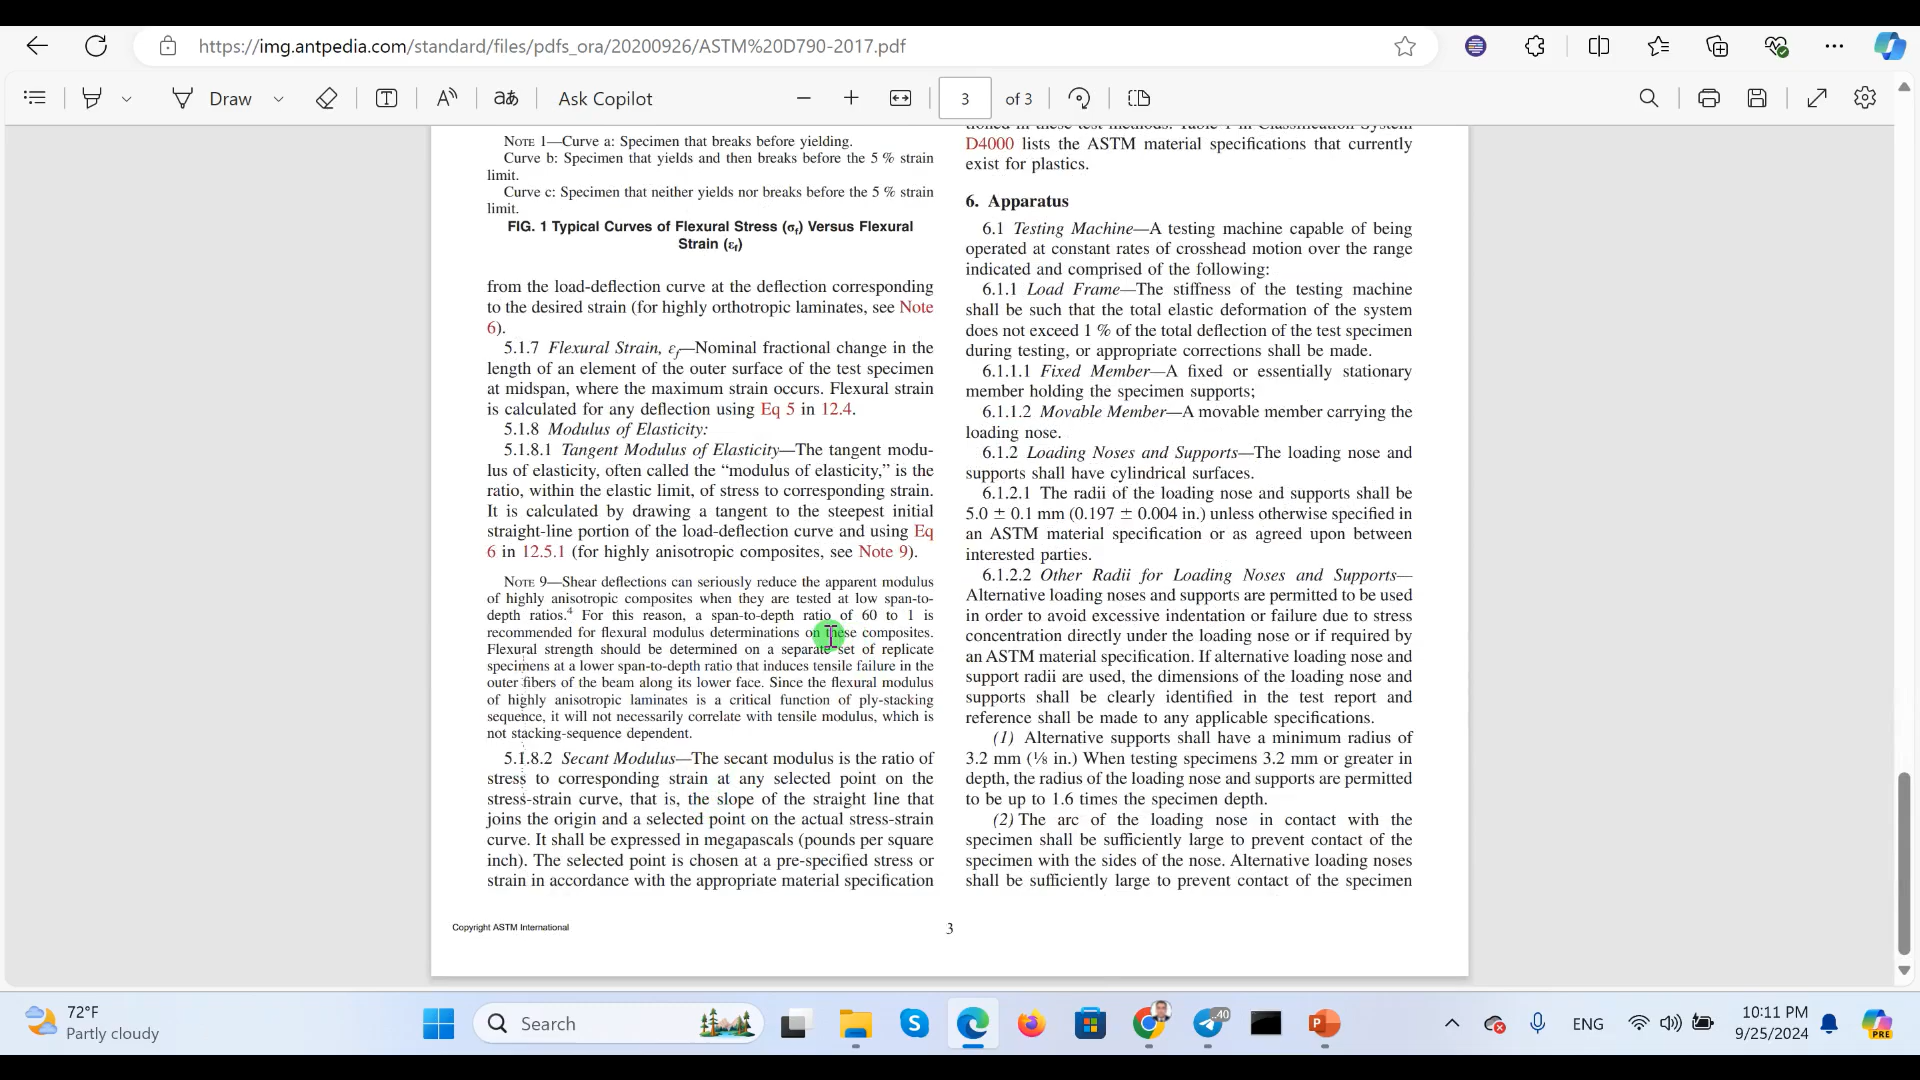 https://img.antpedia.com/standard/files/pdfs_ora/20200926/ASTM%20D790-2017.pdf
Draw
Ask Copilot
3
of 3
NOTE 1—Curve a: Specimen that breaks before yielding.
Curve b: Specimen that yields and then breaks before the 5 % strain
limit.
Curve c: Specimen that neither yields nor breaks before the 5 % strain
limit.
FIG. 1 Typical Curves of Flexural Stress (σf) Versus Flexural
Strain (εf)
from the load-deflection curve at the deflection corresponding
to the desired strain (for highly orthotropic laminates, see Note
6).
5.1.7 Flexural Strain, εf—Nominal fractional change in the
length of an element of the outer surface of the test specimen
at midspan, where the maximum strain occurs. Flexural strain
is calculated for any deflection using Eq 5 in 12.4.
5.1.8 Modulus of Elasticity:
5.1.8.1 Tangent Modulus of Elasticity—The tangent modu-
lus of elasticity, often called the “modulus of elasticity,” is the
ratio, within the elastic limit, of stress to corresponding strain.
It is calculated by drawing a tangent to the steepest initial
straight-line portion of the load-deflection curve and using Eq
6 in 12.5.1 (for highly anisotropic composites, see Note 9).
NOTE 9—Shear deflections can seriously reduce the apparent modulus
of highly anisotropic composites when they are tested at low span-to-
depth ratios.4 For this reason, a span-to-depth ratio of 60 to 1 is
recommended for flexural modulus determinations on these composites.
Flexural strength should be determined on a separate set of replicate
specimens at a lower span-to-depth ratio that induces tensile failure in the
outer fibers of the beam along its lower face. Since the flexural modulus
of highly anisotropic laminates is a critical function of ply-stacking
sequence, it will not necessarily correlate with tensile modulus, which is
not stacking-sequence dependent.
5.1.8.2 Secant Modulus—The secant modulus is the ratio of
stress to corresponding strain at any selected point on the
stress-strain curve, that is, the slope of the straight line that
joins the origin and a selected point on the actual stress-strain
curve. It shall be expressed in megapascals (pounds per square
inch). The selected point is chosen at a pre-specified stress or
strain in accordance with the appropriate material specification
tioned in these test methods. Table 1 in Classification System
D4000 lists the ASTM material specifications that currently
exist for plastics.
6. Apparatus
6.1 Testing Machine—A testing machine capable of being
operated at constant rates of crosshead motion over the range
indicated and comprised of the following:
6.1.1 Load Frame—The stiffness of the testing machine
shall be such that the total elastic deformation of the system
does not exceed 1 % of the total deflection of the test specimen
during testing, or appropriate corrections shall be made.
6.1.1.1 Fixed Member—A fixed or essentially stationary
member holding the specimen supports;
6.1.1.2 Movable Member—A movable member carrying the
loading nose.
6.1.2 Loading Noses and Supports—The loading nose and
supports shall have cylindrical surfaces.
6.1.2.1 The radii of the loading nose and supports shall be
5.0 ± 0.1 mm (0.197 ± 0.004 in.) unless otherwise specified in
an ASTM material specification or as agreed upon between
interested parties.
6.1.2.2 Other Radii for Loading Noses and Supports—
Alternative loading noses and supports are permitted to be used
in order to avoid excessive indentation or failure due to stress
concentration directly under the loading nose or if required by
an ASTM material specification. If alternative loading nose and
support radii are used, the dimensions of the loading nose and
supports shall be clearly identified in the test report and
reference shall be made to any applicable specifications.
(1) Alternative supports shall have a minimum radius of
3.2 mm (⅛ in.) When testing specimens 3.2 mm or greater in
depth, the radius of the loading nose and supports are permitted
to be up to 1.6 times the specimen depth.
(2) The arc of the loading nose in contact with the
specimen shall be sufficiently large to prevent contact of the
specimen with the sides of the nose. Alternative loading noses
shall be sufficiently large to prevent contact of the specimen
Copyright ASTM International
3
72°F
Partly cloudy
Search
40
ENG
10:11 PM
9/25/2024
PRE